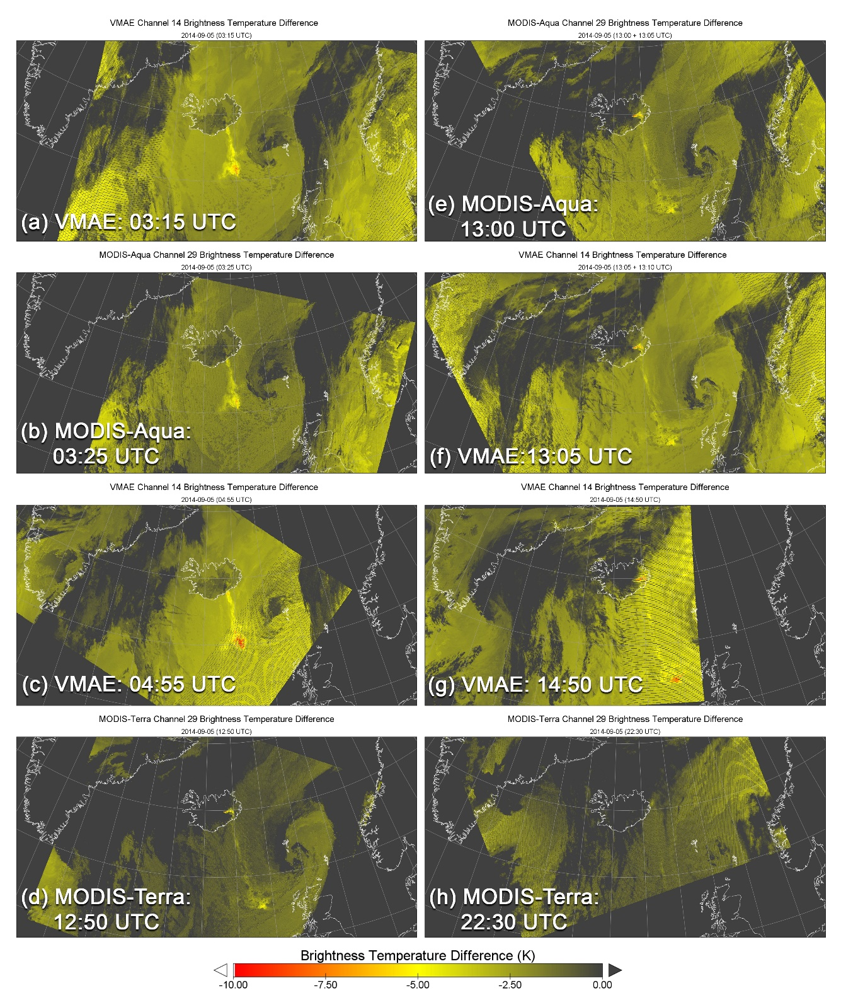 VMAE Channel 14 Brightness Temperature Difference
2014-09-05 (03:15 UTC)
(a) VMAE: 03:15 UTC
MODIS-Aqua Channel 29 Brightness Temperature Difference
2014-09-05 (03:25 UTC)
(b) MODIS-Aqua:
03:25 UTC
VMAE Channel 14 Brightness Temperature Difference
2014-09-05 (04:55 UTC)
(c) VMAE: 04:55 UTC
MODIS-Terra Channel 29 Brightness Temperature Difference
2014-09-05 (12:50 UTC)
(d) MODIS-Terra:
12:50 UTC
MODIS-Aqua Channel 29 Brightness Temperature Difference
2014-09-05 (13:00 + 13:05 UTC)
(e) MODIS-Aqua:
13:00 UTC
VMAE Channel 14 Brightness Temperature Difference
2014-09-05 (13:05 + 13:10 UTC)
(f) VMAE:13:05 UTC
VMAE Channel 14 Brightness Temperature Difference
2014-09-05 (14:50 UTC)
(g) VMAE: 14:50 UTC
MODIS-Terra Channel 29 Brightness Temperature Difference
2014-09-05 (22:30 UTC)
(h) MODIS-Terra:
22:30 UTC
Brightness Temperature Difference (K)
-10.00 -7.50 -5.00 -2.50 0.00